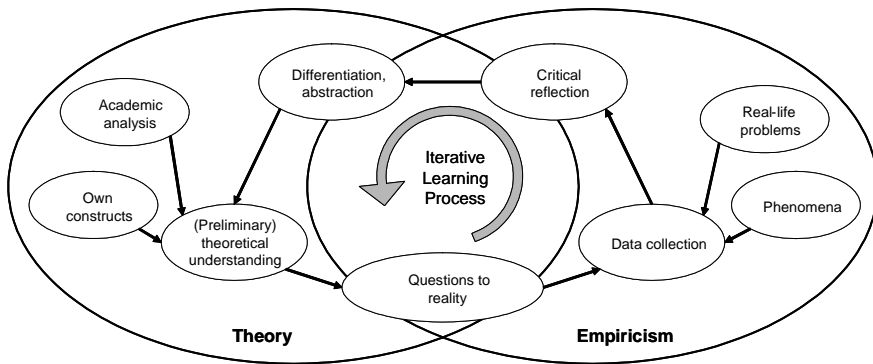 Differentiation,
abstraction
Critical
reflection
Academic
analysis
Real-life
problems
Iterative
Learning
Process
Own
constructs
Phenomena
(Preliminary)
theoretical
understanding
Data collection
Questions to
reality
Theory
Empiricism